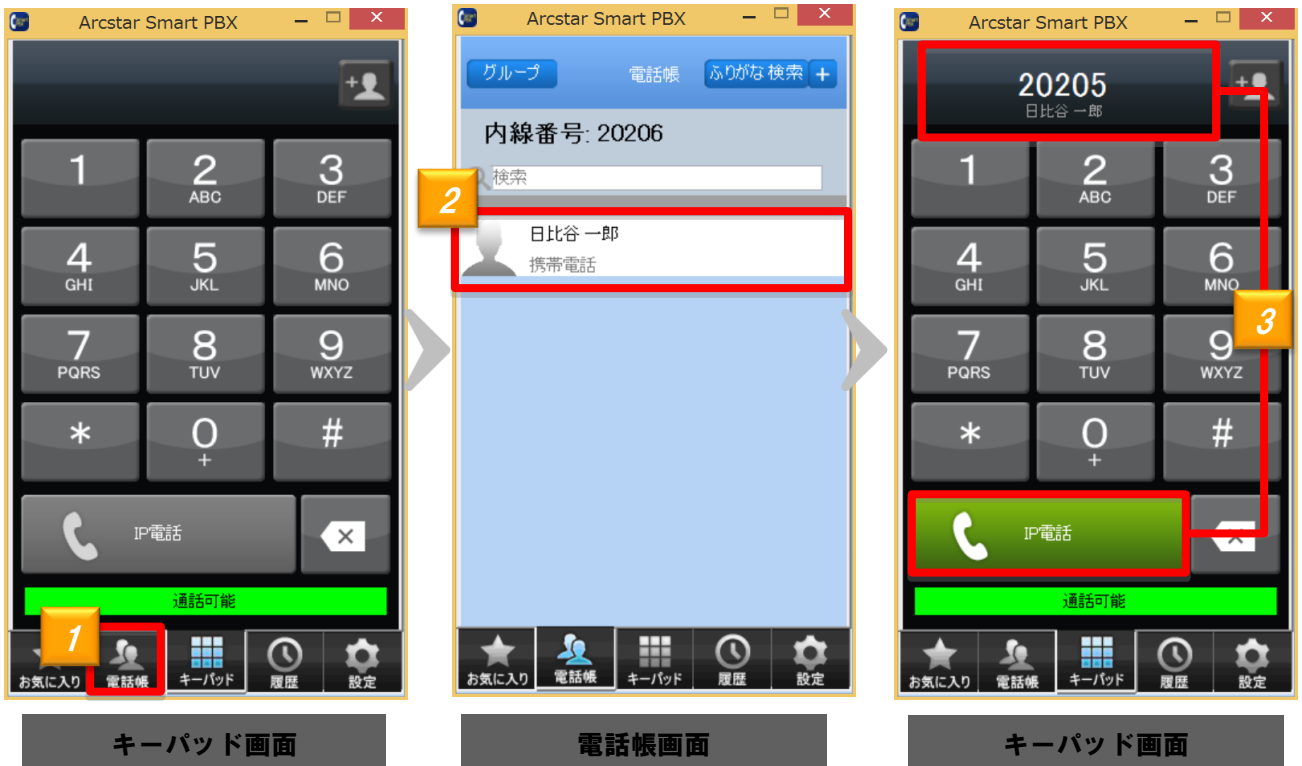 Arcstar Smart PBX
1
2
ABC
3
DEF
4
GHI
5
JKL
6
MNO
7
PQRS
8
TUV
9
WXYZ
*
0
+
#
IP電話
通話可能
1
お気に入り
電話帳
キーパッド
履歴
設定
キーパッド画面
Arcstar Smart PBX
グループ
電話帳
ふりがな 検索
+
内線番号: 20206
検索
2
日比谷 一郎
携帯電話
お気に入り
電話帳
キーパッド
履歴
設定
電話帳画面
Arcstar Smart PBX
20205
日比谷 一郎
1
2
ABC
3
DEF
4
GHI
5
JKL
6
MNO
3
7
PQRS
8
TUV
9
WXYZ
*
0
+
#
IP電話
通話可能
お気に入り
電話帳
キーパッド
履歴
設定
キーパッド画面